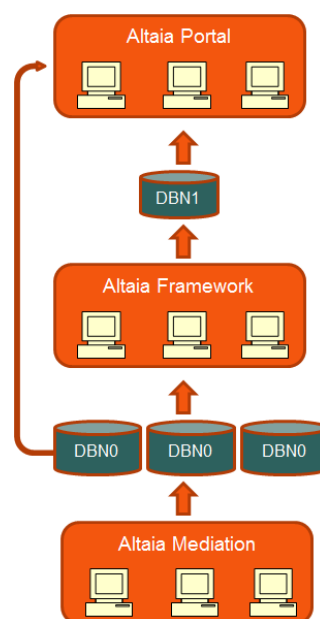 Altaia Portal
DBN1
Altaia Framework
DBN0 DBN0 DBN0
Altaia Mediation